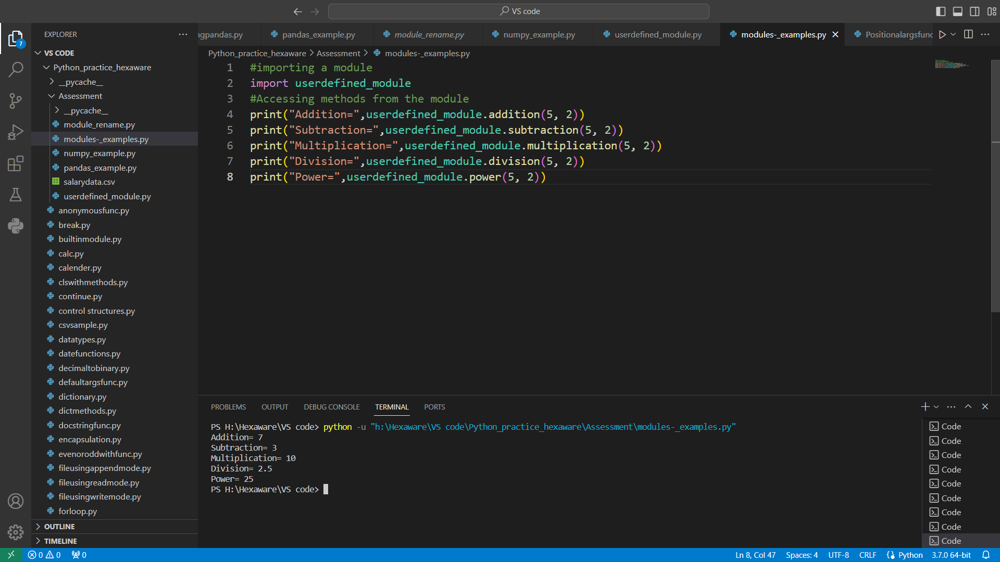 VS code
EXPLORER
ngpandas.py
pandas_example.py
module_rename.py
numpy_example.py
userdefined_module.py
modules-_examples.py
Positionalargsfunc
7
VS CODE
Python_practice_hexaware
__pycache__
Assessment
__pycache__
module_rename.py
modules-_examples.py
numpy_example.py
pandas_example.py
salarydata.csv
userdefined_module.py
anonymousfunc.py
break.py
builtinmodule.py
calc.py
calender.py
clswithmethods.py
continue.py
control structures.py
csvsample.py
datatypes.py
datefunctions.py
decimaltobinary.py
defaultargsfunc.py
dictionary.py
dictmethods.py
docstringfunc.py
encapsulation.py
evenoroddwithfunc.py
fileusingappendmode.py
fileusingreadmode.py
fileusingwritemode.py
forloop.py
OUTLINE
TIMELINE
Python_practice_hexaware > Assessment > modules-_examples.py
1 #importing a module
2 import userdefined_module
3 #Accessing methods from the module
4 print("Addition=",userdefined_module.addition(5, 2))
5 print("Subtraction=",userdefined_module.subtraction(5, 2))
6 print("Multiplication=",userdefined_module.multiplication(5, 2))
7 print("Division=",userdefined_module.division(5, 2))
8 print("Power=",userdefined_module.power(5, 2))
PROBLEMS OUTPUT DEBUG CONSOLE TERMINAL PORTS
PS H:\Hexaware\VS code> python -u "h:\Hexaware\VS code\Python_practice_hexaware\Assessment\modules-_examples.py"
Addition= 7
Subtraction= 3
Multiplication= 10
Division= 2.5
Power= 25
PS H:\Hexaware\VS code>
Code
Code
Code
Code
Code
Code
Code
Code
Code
0 0 0
Ln 8, Col 47 Spaces: 4 UTF-8 CRLF Python 3.7.0 64-bit